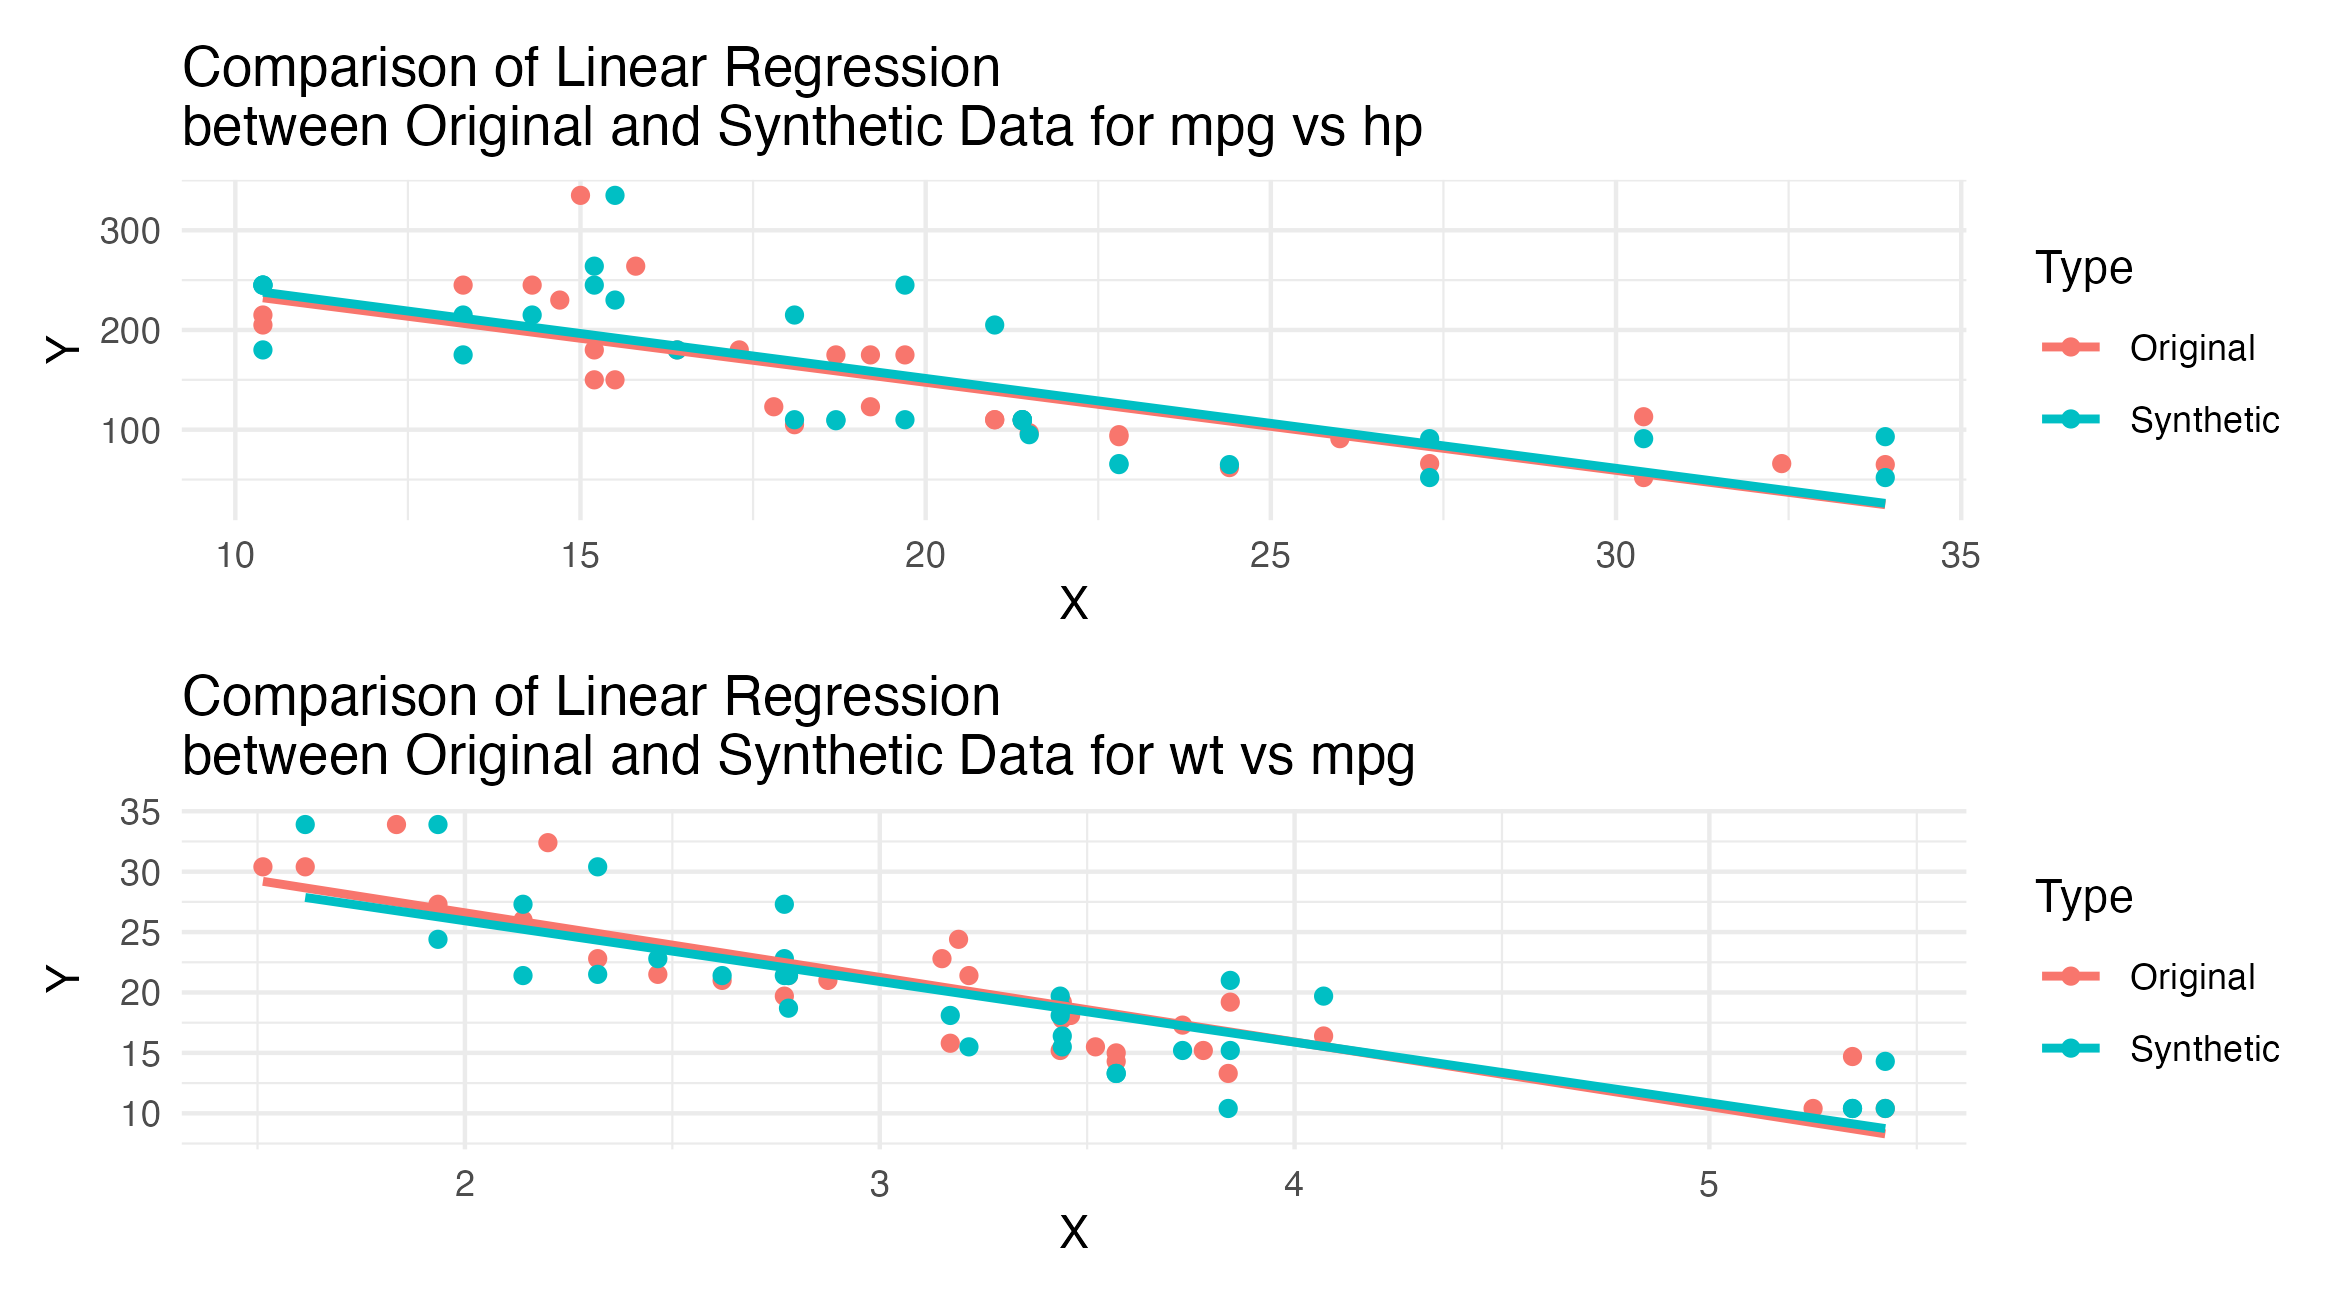 Comparison of Linear Regression
between Original and Synthetic Data for mpg vs hp
300
200
100
Y
10 15 20 25 30 35
X
Type
Original
Synthetic
Comparison of Linear Regression
between Original and Synthetic Data for wt vs mpg
35
30
25
20
15
10
Y
2 3 4 5
X
Type
Original
Synthetic